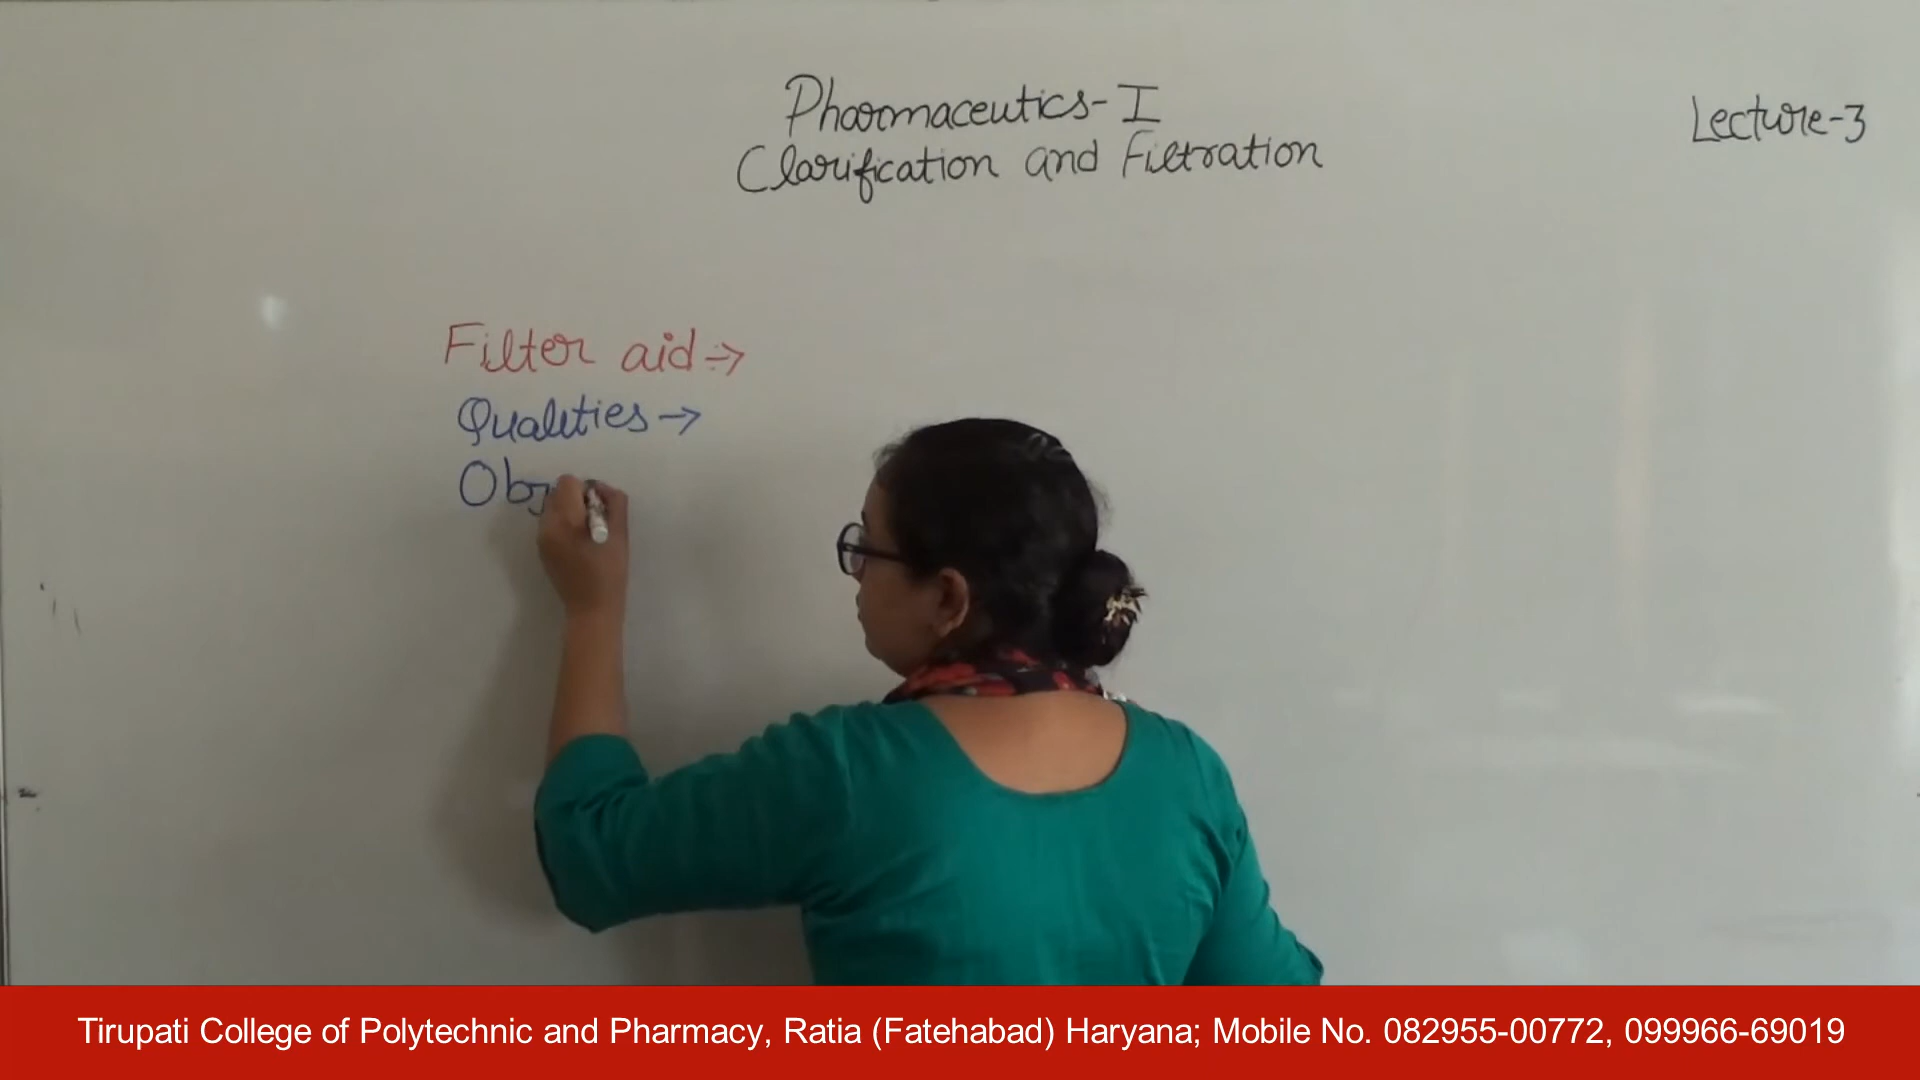 Pharmaceutics-I
Clarification and Filtration
Lecture-3
Filter aid :→
Qualities →
Obj
Tirupati College of Polytechnic and Pharmacy, Ratia (Fatehabad) Haryana; Mobile No. 082955-00772, 099966-69019